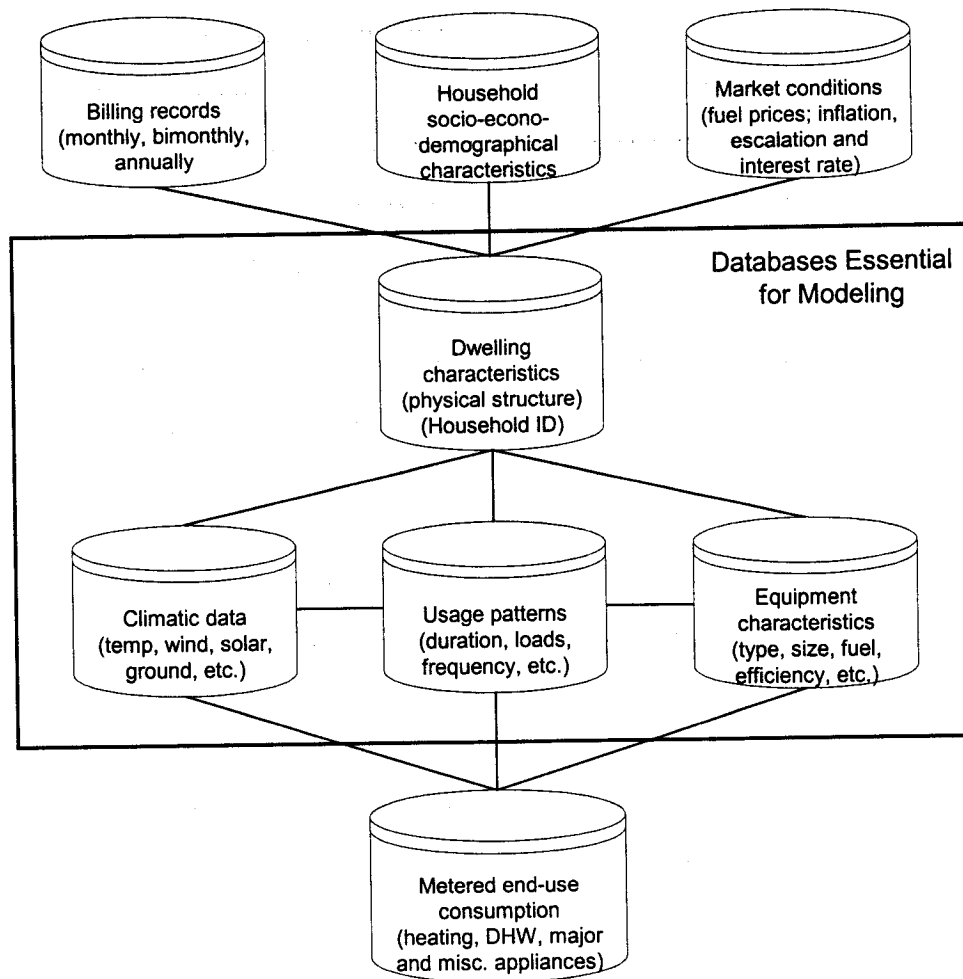 Billing records
(monthly, bimonthly,
annually
Household
socio-econo-
demographical
characteristics
Market conditions
(fuel prices; inflation,
escalation and
interest rate)
Databases Essential
for Modeling
Dwelling
characteristics
(physical structure)
(Household ID)
Climatic data
(temp, wind, solar,
ground, etc.)
Usage patterns
(duration, loads,
frequency, etc.)
Equipment
characteristics
(type, size, fuel,
efficiency, etc.)
Metered end-use
consumption
(heating, DHW, major
and misc. appliances)